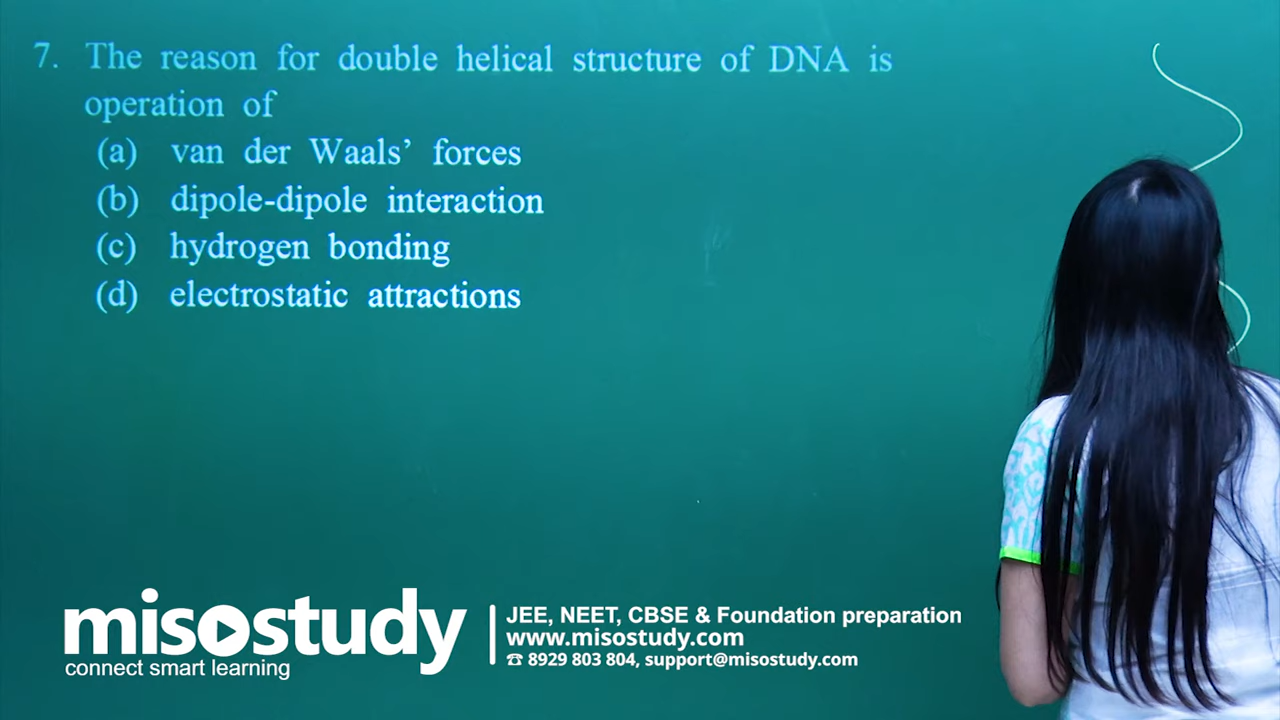 7. The reason for double helical structure of DNA is
operation of
(a) van der Waals’ forces
(b) dipole-dipole interaction
(c) hydrogen bonding
(d) electrostatic attractions
misostudy
connect smart learning
JEE, NEET, CBSE & Foundation preparation
www.misostudy.com
☎ 8929 803 804, support@misostudy.com